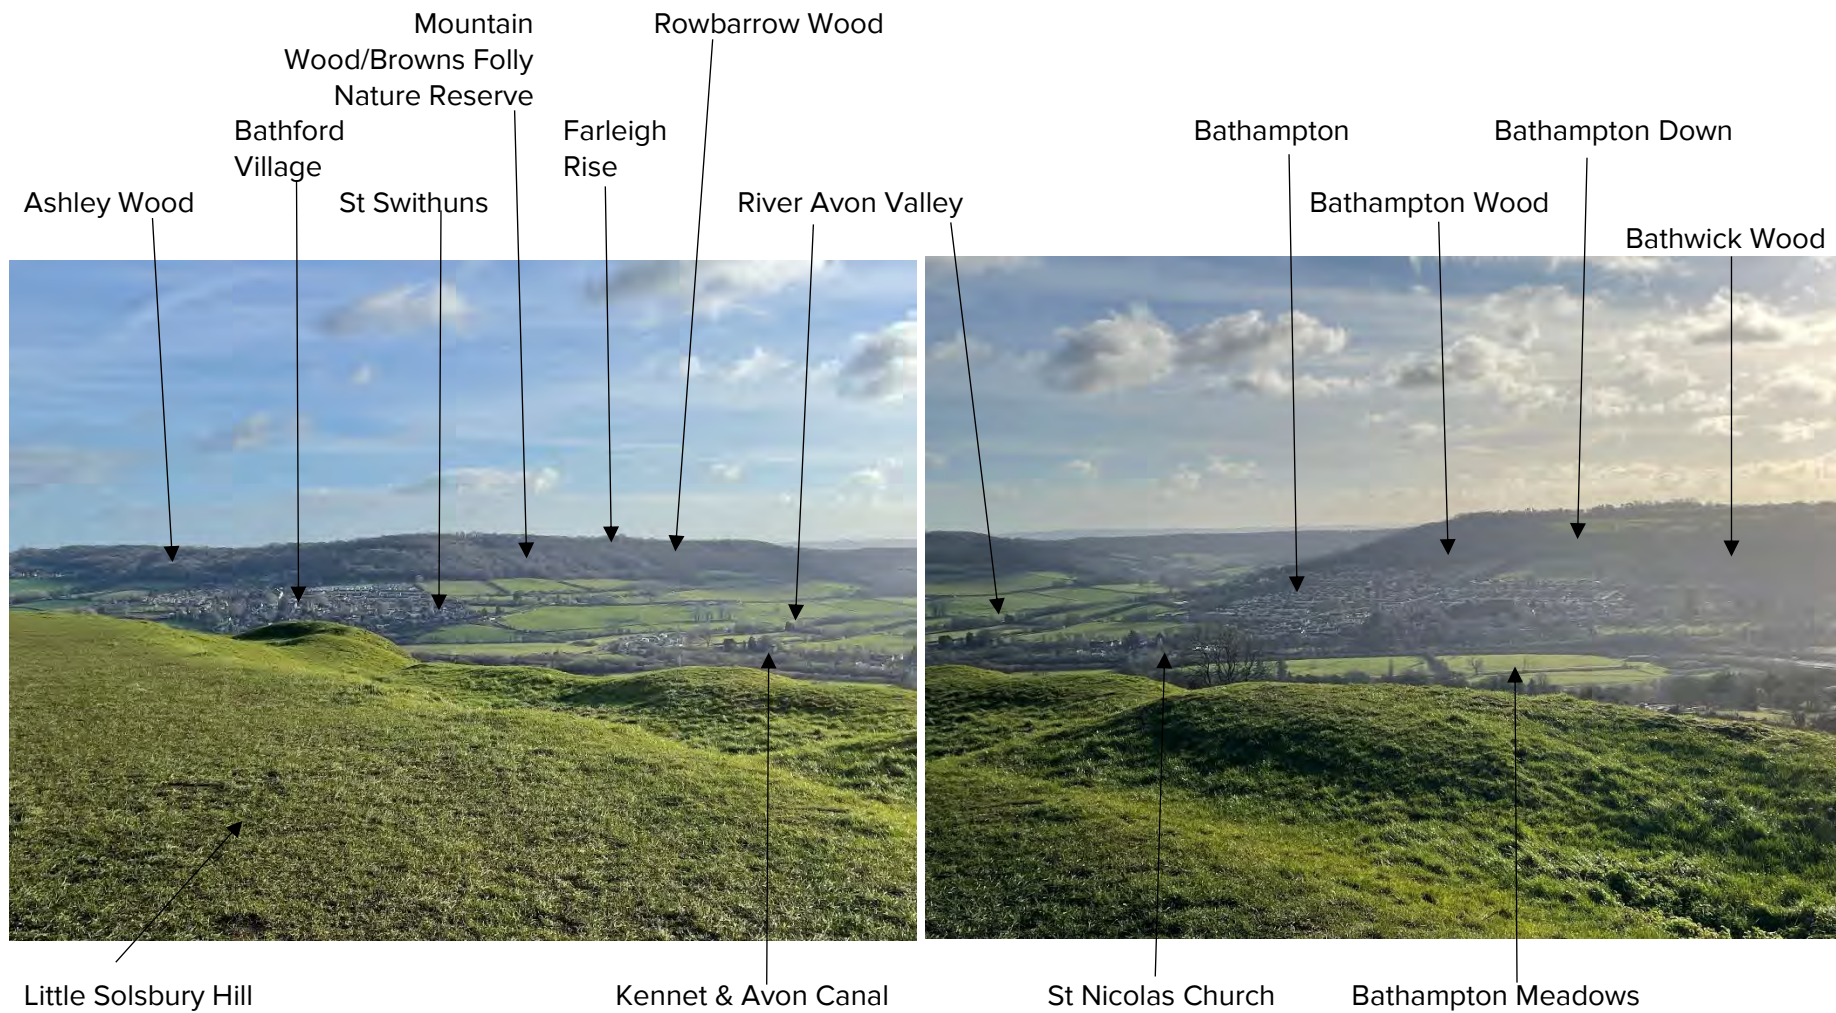 Mountain
Wood/Browns Folly
Nature Reserve
Rowbarrow Wood
Bathford
Village
Farleigh
Rise
Bathampton
Bathampton Down
Ashley Wood
St Swithuns
River Avon Valley
Bathampton Wood
Bathwick Wood
Little Solsbury Hill
Kennet & Avon Canal
St Nicolas Church
Bathampton Meadows